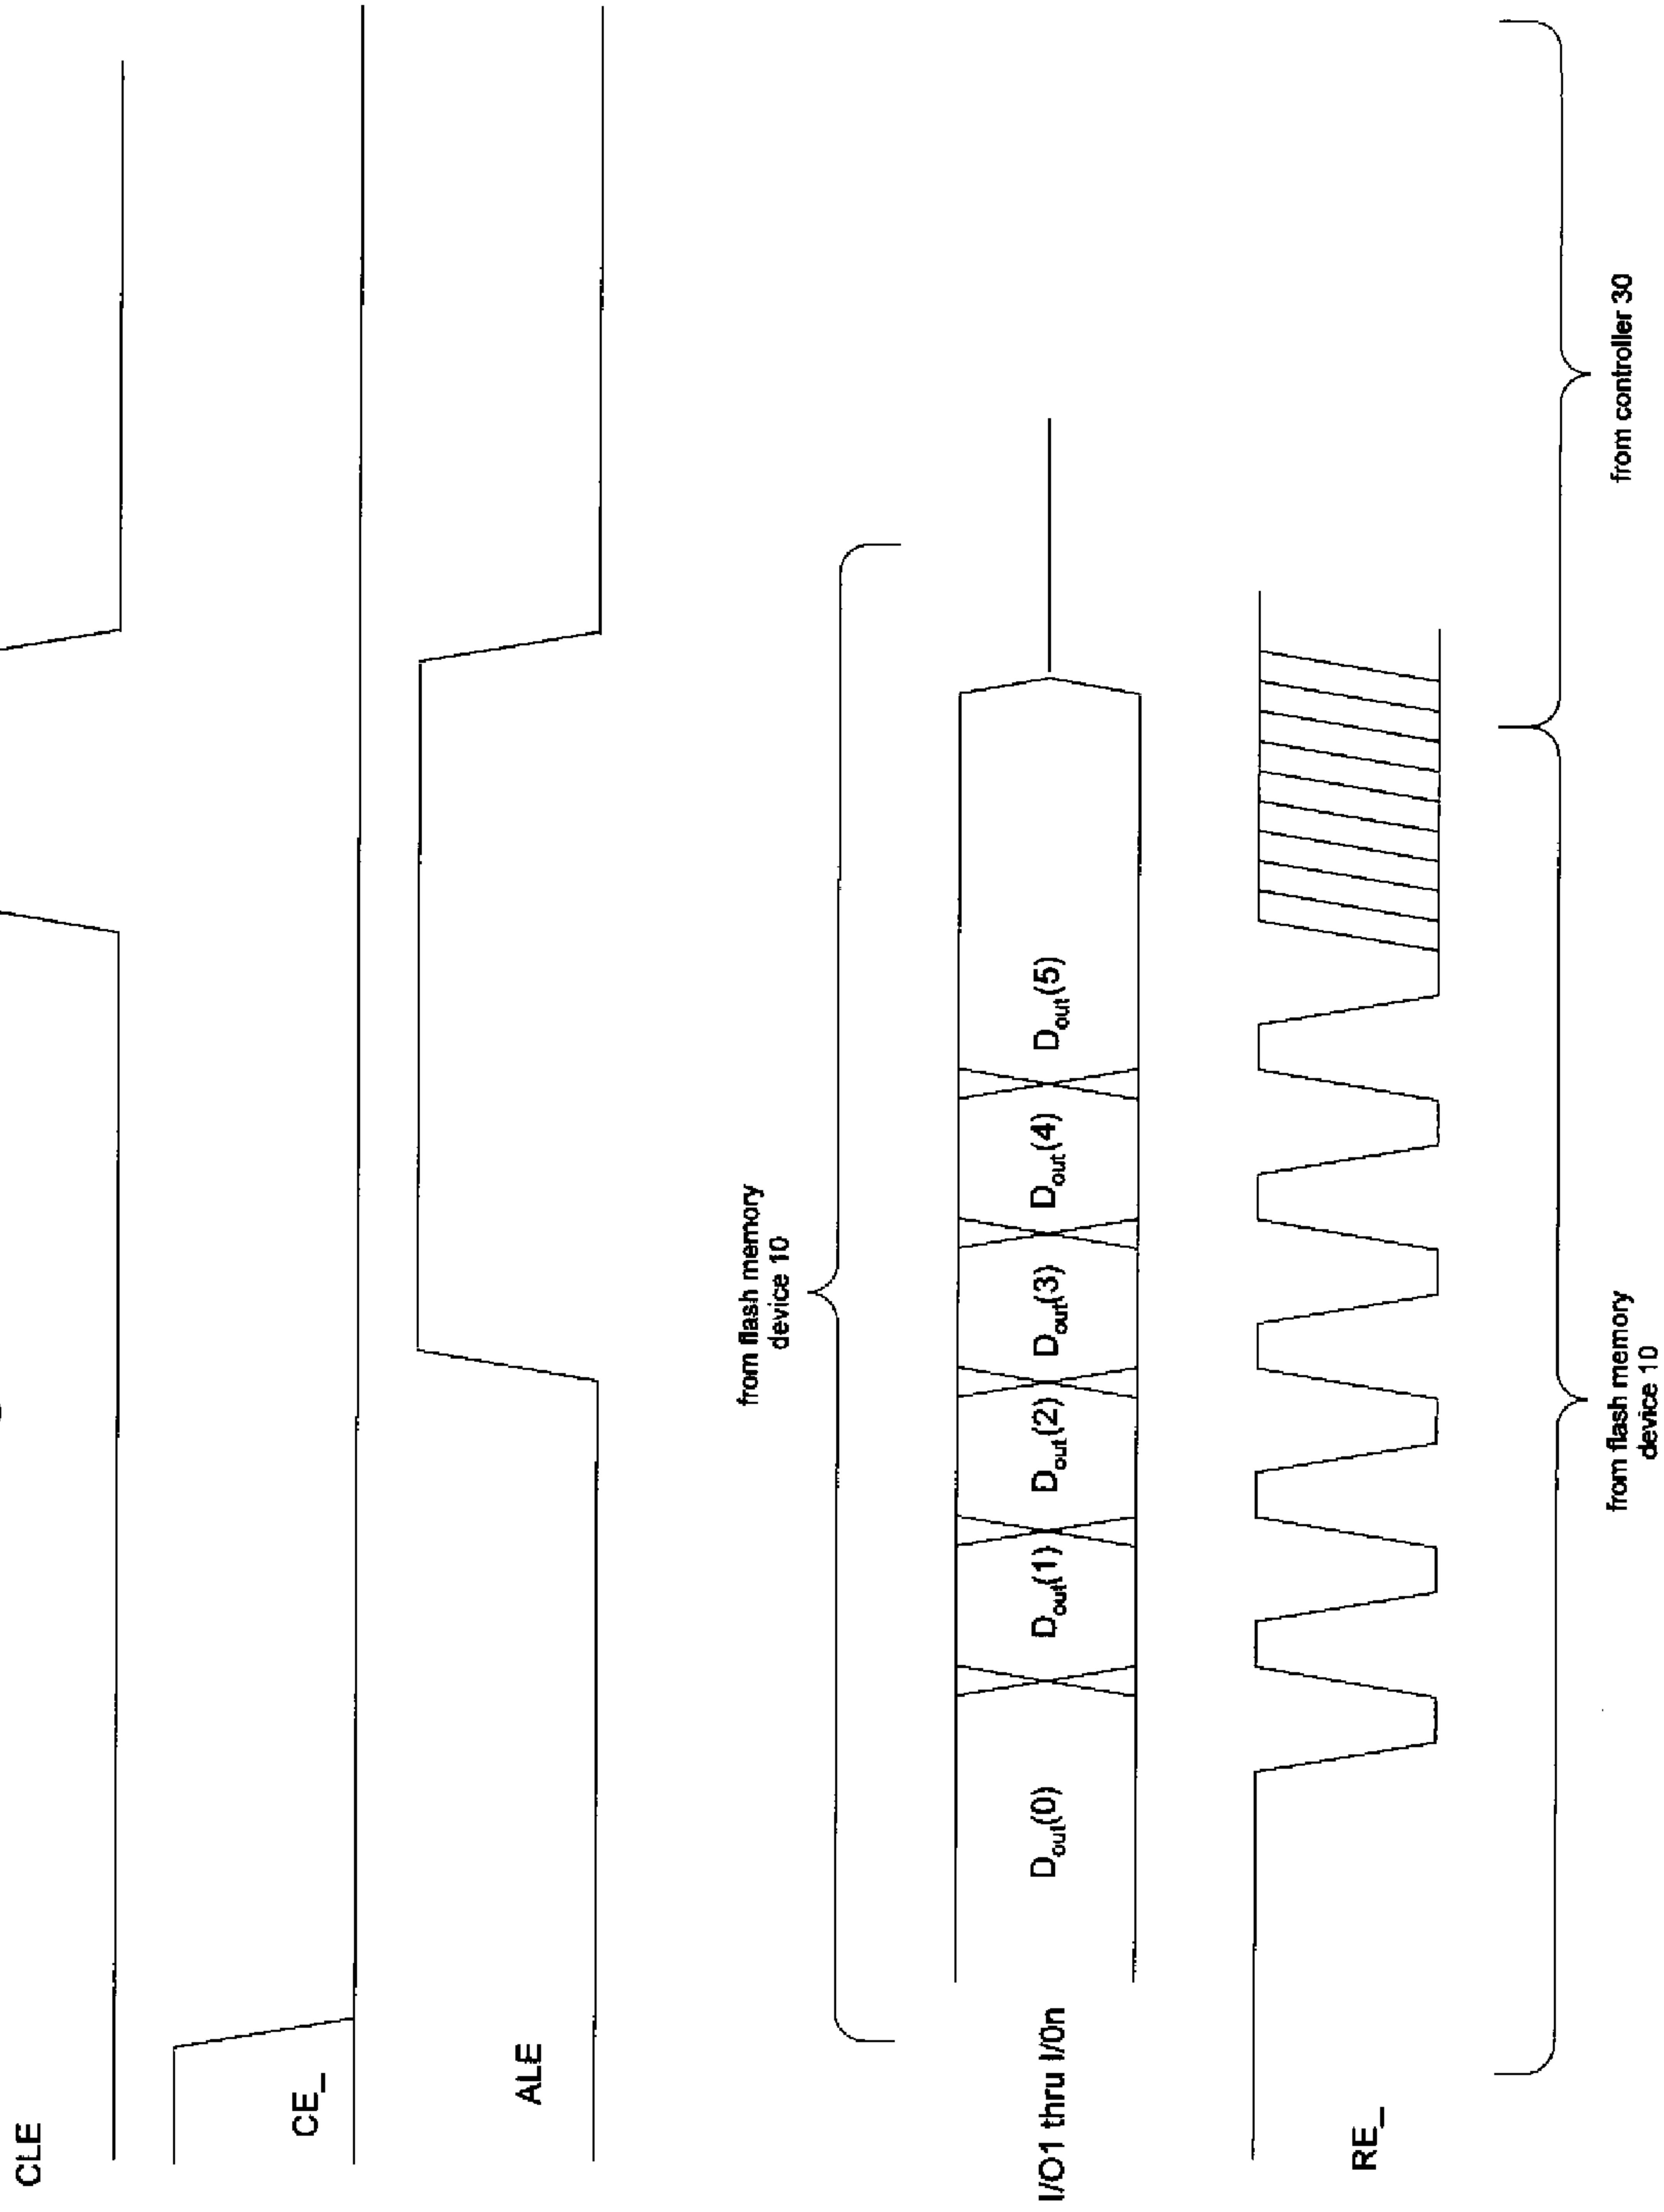 CLE
CE_
ALE
from flash memory
device 10
I/O1 thru I/0n
Dout(0)
Dout(1)
Dout(2)
Dout(3)
Dout(4)
Dout(5)
RE_
from flash memory
device 10
from controller 30